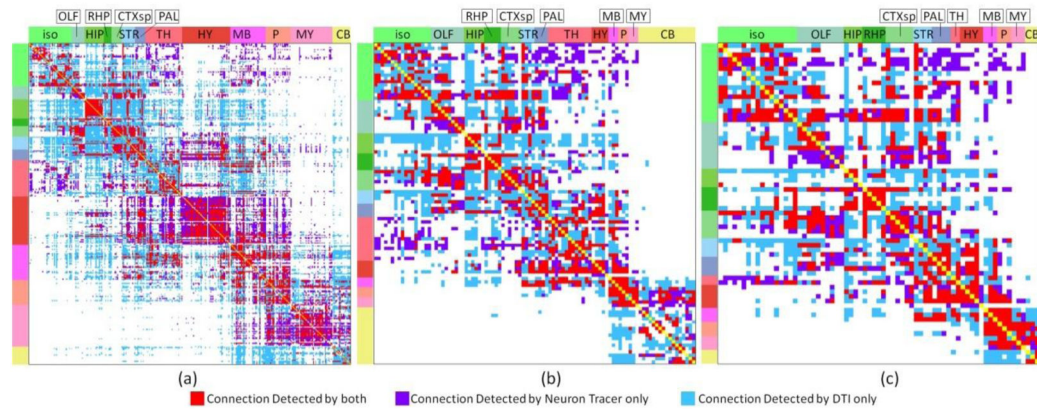 OLF RHP CTXsp PAL
iso HIP STR TH HY MB P MY CB
RHP CTXsp PAL MB MY
iso OLF HIP STR TH HY P CB
CTXsp PAL TH MB MY
iso OLF HIP RHP STR HY P CB
(a) (b) (c)
Connection Detected by both Connection Detected by Neuron Tracer only Connection Detected by DTI only